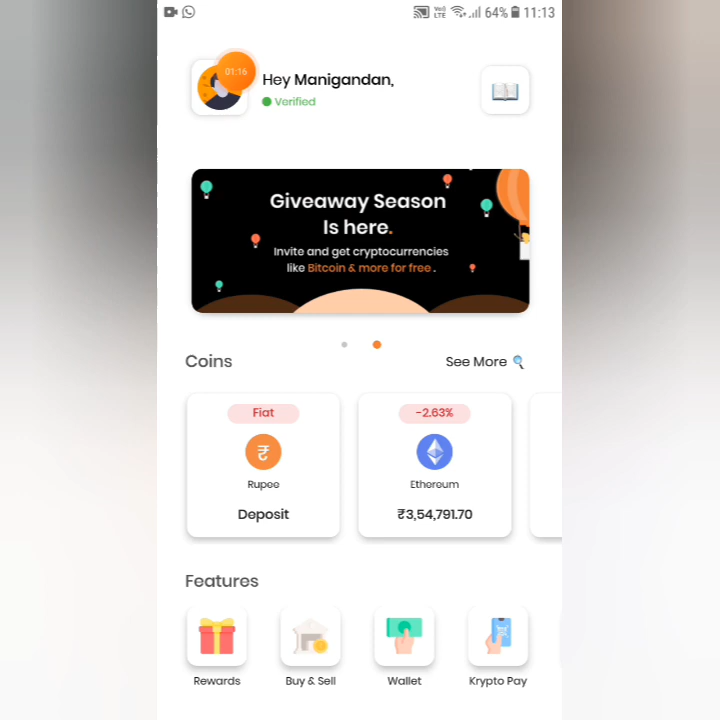 VoD LTE 64% 11:13
01:16
Hey Manigandan,
Verified
Giveaway Season
Is here.
Invite and get cryptocurrencies
like Bitcoin & more for free .
Coins
See More
Fiat
-2.63%
₹
Rupee
Ethereum
Deposit
₹3,54,791.70
Features
Rewards
Buy & Sell
Wallet
Krypto Pay